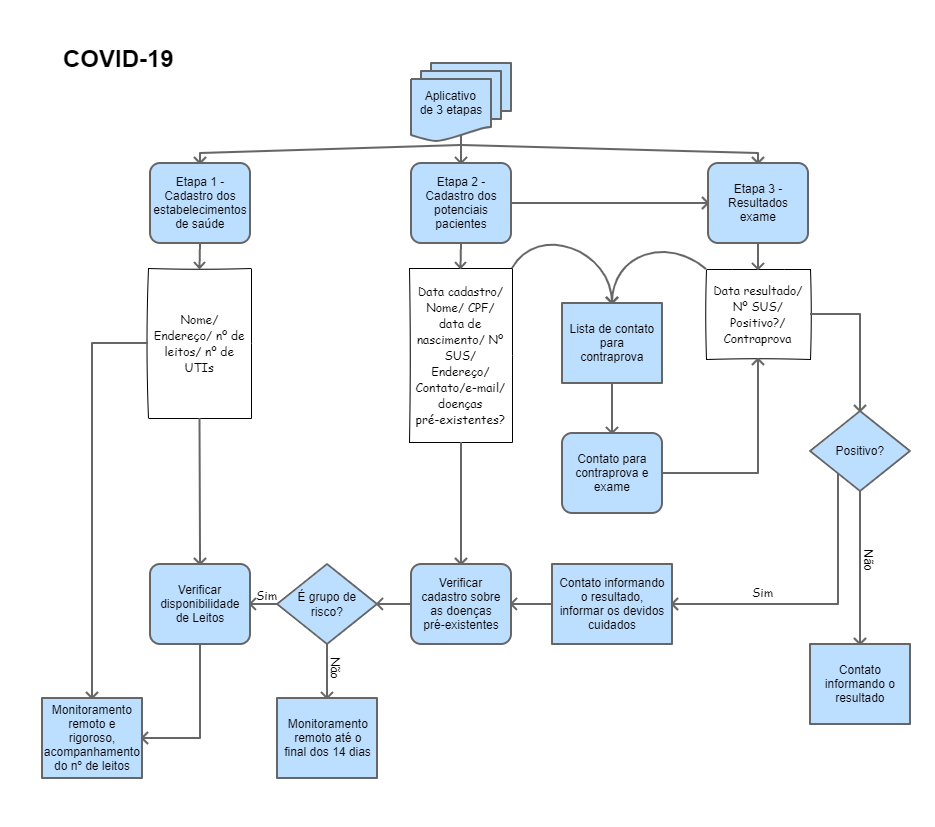 COVID-19
Aplicativo
de 3 etapas
Etapa 1 -
Cadastro dos
estabelecimentos
de saúde
Etapa 2 -
Cadastro dos
potenciais
pacientes
Etapa 3 -
Resultados
exame
Nome/
Endereço/ nº de
leitos/ nº de
UTIs
Data cadastro/
Nome/ CPF/
data de
nascimento/ Nº
SUS/
Endereço/
Contato/e-mail/
doenças
pré-existentes?
Lista de contato
para
contraprova
Data resultado/
Nº SUS/
Positivo?/
Contraprova
Contato para
contraprova e
exame
Positivo?
Não
Sim
Verificar
disponibilidade
de Leitos
Sim
É grupo de
risco?
Verificar
cadastro sobre
as doenças
pré-existentes
Contato informando
o resultado,
informar os devidos
cuidados
Não
Contato
informando o
resultado
Monitoramento
remoto e
rigoroso,
acompanhamento
do nº de leitos
Monitoramento
remoto até o
final dos 14 dias